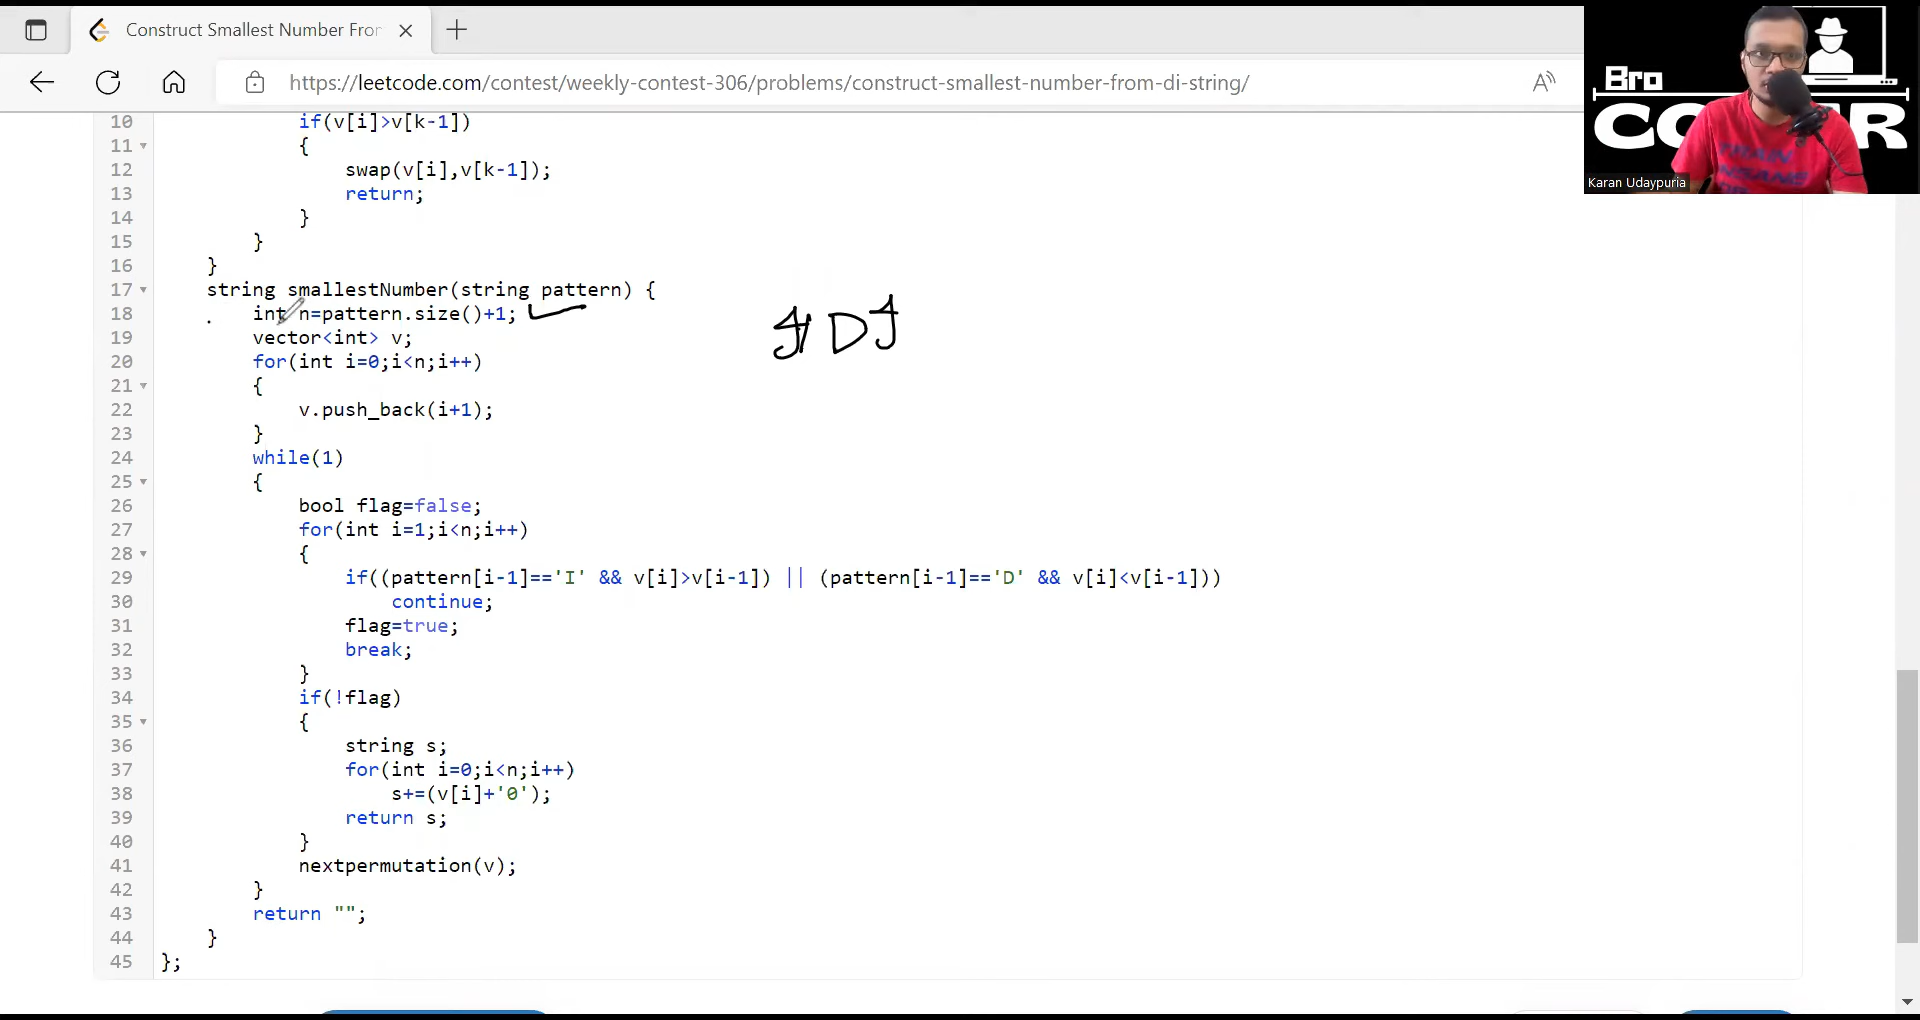 Construct Smallest Number Fror
https://leetcode.com/contest/weekly-contest-306/problems/construct-smallest-number-from-di-string/
Bro
Karan Udaypuria
10 if(v[i]>v[k-1])
11 {
12 swap(v[i],v[k-1]);
13 return;
14 }
15 }
16 }
17 string smallestNumber(string pattern) {
18 int n=pattern.size()+1;
19 vector<int> v;
20 for(int i=0;i<n;i++)
21 {
22 v.push_back(i+1);
23 }
24 while(1)
25 {
26 bool flag=false;
27 for(int i=1;i<n;i++)
28 {
29 if((pattern[i-1]=='I' && v[i]>v[i-1]) || (pattern[i-1]=='D' && v[i]<v[i-1]))
30 continue;
31 flag=true;
32 break;
33 }
34 if(!flag)
35 {
36 string s;
37 for(int i=0;i<n;i++)
38 s+=(v[i]+'0');
39 return s;
40 }
41 nextpermutation(v);
42 }
43 return "";
44 }
45 };